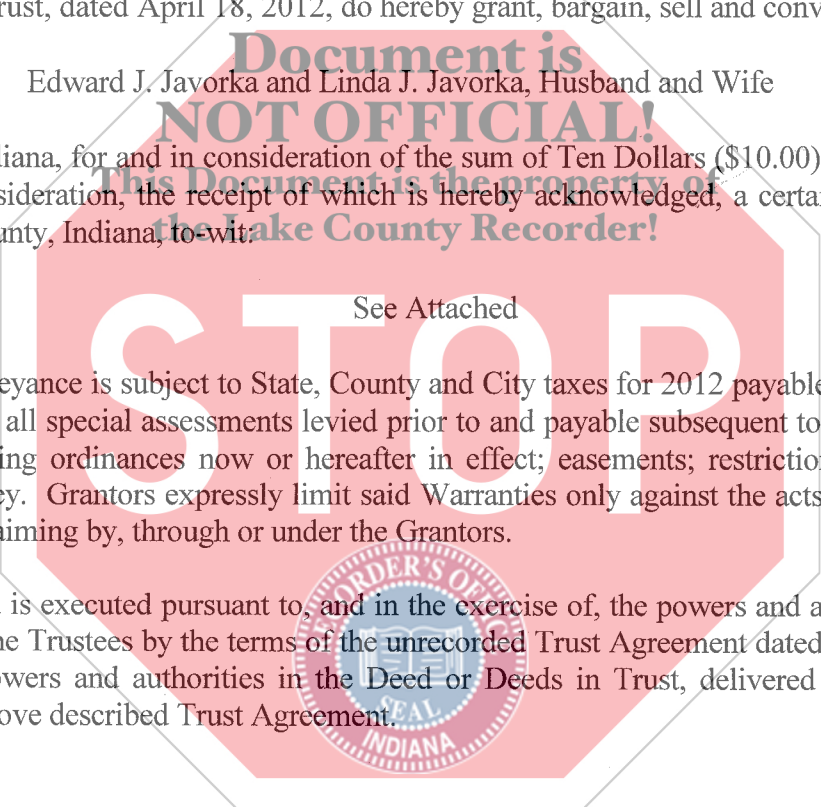 rust, dated April 18, 2012, do hereby grant, bargain, sell and conv
Document is
Edward J. Javorka and Linda J. Javorka, Husband and Wife
NOT OFFICIAL!
liana, for and in consideration of the sum of Ten Dollars ($10.00)
This Document is the property of
sideration, the receipt of which is hereby acknowledged, a certa
the Lake County Recorder!
unty, Indiana, to-wit:
See Attached
STOP
eyance is subject to State, County and City taxes for 2012 payable
all special assessments levied prior to and payable subsequent to
ing ordinances now or hereafter in effect; easements; restriction
ey. Grantors expressly limit said Warranties only against the acts
aiming by, through or under the Grantors.
RECORDER'S OFFICE
is executed pursuant to, and in the exercise of, the powers and a
ne Trustees by the terms of the unrecorded Trust Agreement dated
owers and authorities in the Deed or Deeds in Trust, delivered
ove described Trust Agreement.
SEAL
INDIANA